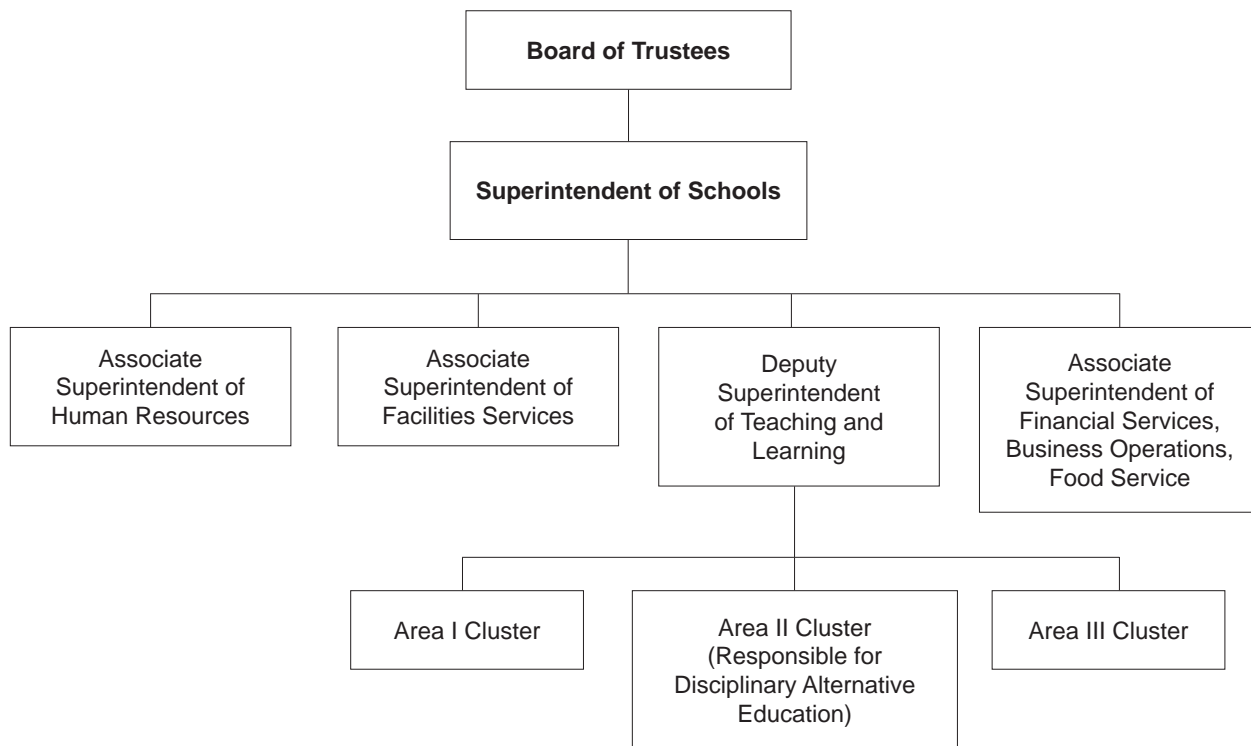 Board of Trustees
Superintendent of Schools
Associate
Superintendent of
Human Resources
Associate
Superintendent of
Facilities Services
Deputy
Superintendent
of Teaching and
Learning
Associate
Superintendent of
Financial Services,
Business Operations,
Food Service
Area I Cluster
Area II Cluster
(Responsible for
Disciplinary Alternative
Education)
Area III Cluster